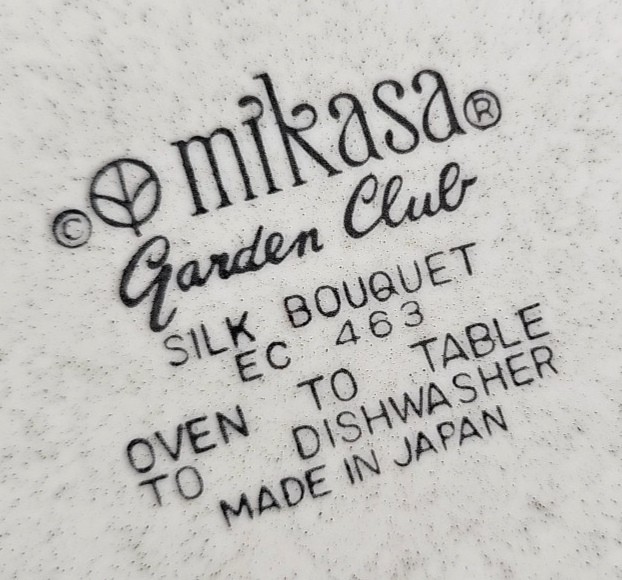 © mikasa®
Garden Club
SILK BOUQUET
EC 463
OVEN TO TABLE
TO DISHWASHER
MADE IN JAPAN